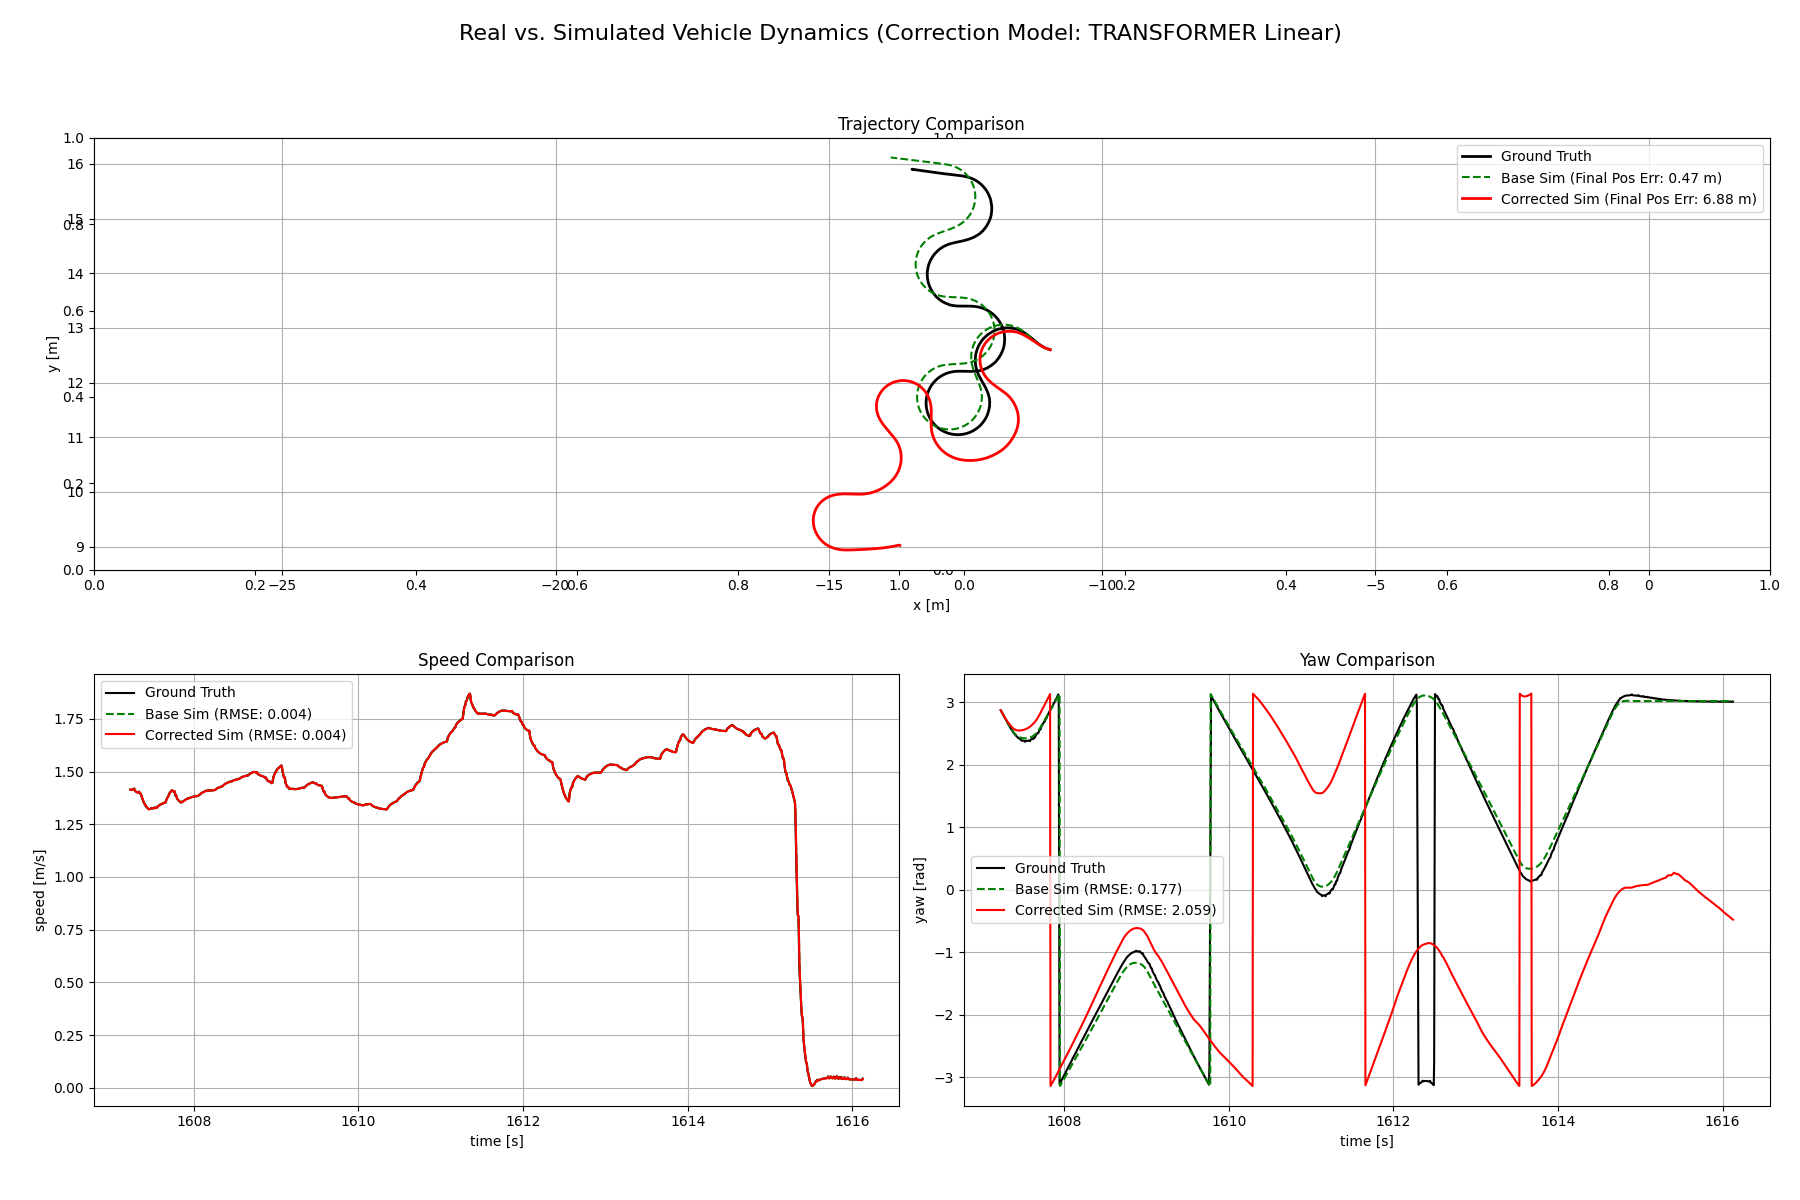 Real vs. Simulated Vehicle Dynamics (Correction Model: TRANSFORMER Linear)
Trajectory Comparison
1.0
16
15
0.8
14
0.6
13
12
0.4
11
0.2
10
9
0.0
y [m]
Ground Truth
Base Sim (Final Pos Err: 0.47 m)
Corrected Sim (Final Pos Err: 6.88 m)
0.0 0.2 −25 0.4 −20 0.6 0.8 −15 1.0 0.0 −10 0.2 0.4 −5 0.6 0.8 0 1.0
x [m]
Speed Comparison
Ground Truth
Base Sim (RMSE: 0.004)
Corrected Sim (RMSE: 0.004)
1.75
1.50
1.25
1.00
0.75
0.50
0.25
0.00
speed [m/s]
1608 1610 1612 1614 1616
time [s]
Yaw Comparison
3
2
1
0
−1
−2
−3
yaw [rad]
Ground Truth
Base Sim (RMSE: 0.177)
Corrected Sim (RMSE: 2.059)
1608 1610 1612 1614 1616
time [s]